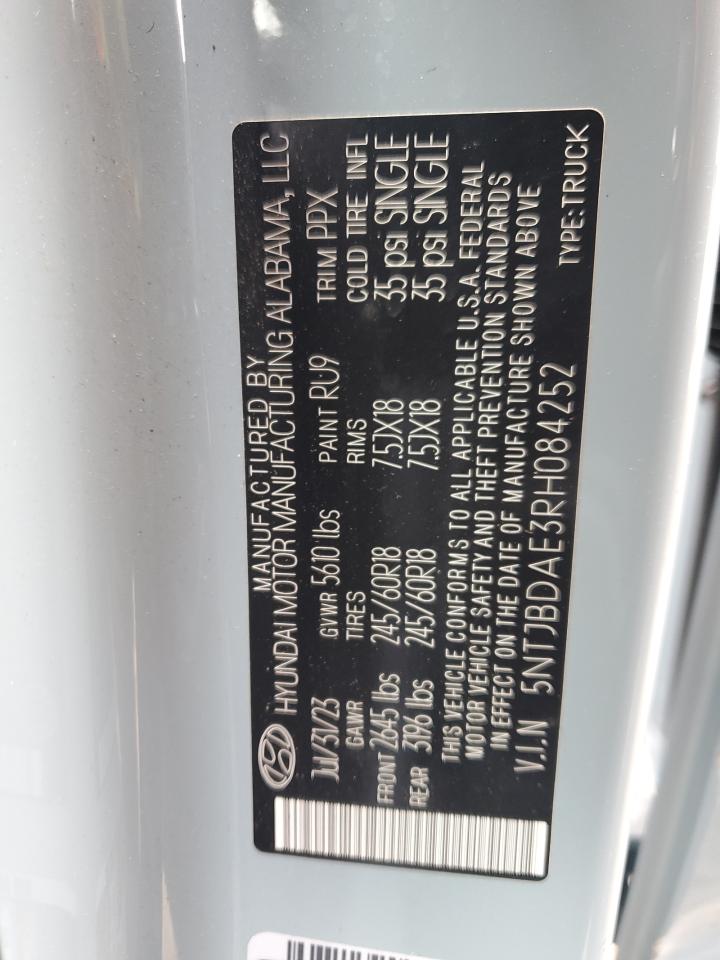 MANUFACTURED BY
HYUNDAI MOTOR MANUFACTURING ALABAMA, LLC
JUL/31/23 GVWR 5610 lbs PAINT RU9 TRIM PPX
GAWR TIRES RIMS COLD TIRE INFL
FRONT 2645 lbs 245/60R18 7.5JX18 35 psi SINGLE
REAR 3196 lbs 245/60R18 7.5JX18 35 psi SINGLE
THIS VEHICLE CONFORMS TO ALL APPLICABLE U.S.A. FEDERAL
MOTOR VEHICLE SAFETY AND THEFT PREVENTION STANDARDS
IN EFFECT ON THE DATE OF MANUFACTURE SHOWN ABOVE
V.I.N 5NTJBDAE3RH084252
TYPE:TRUCK